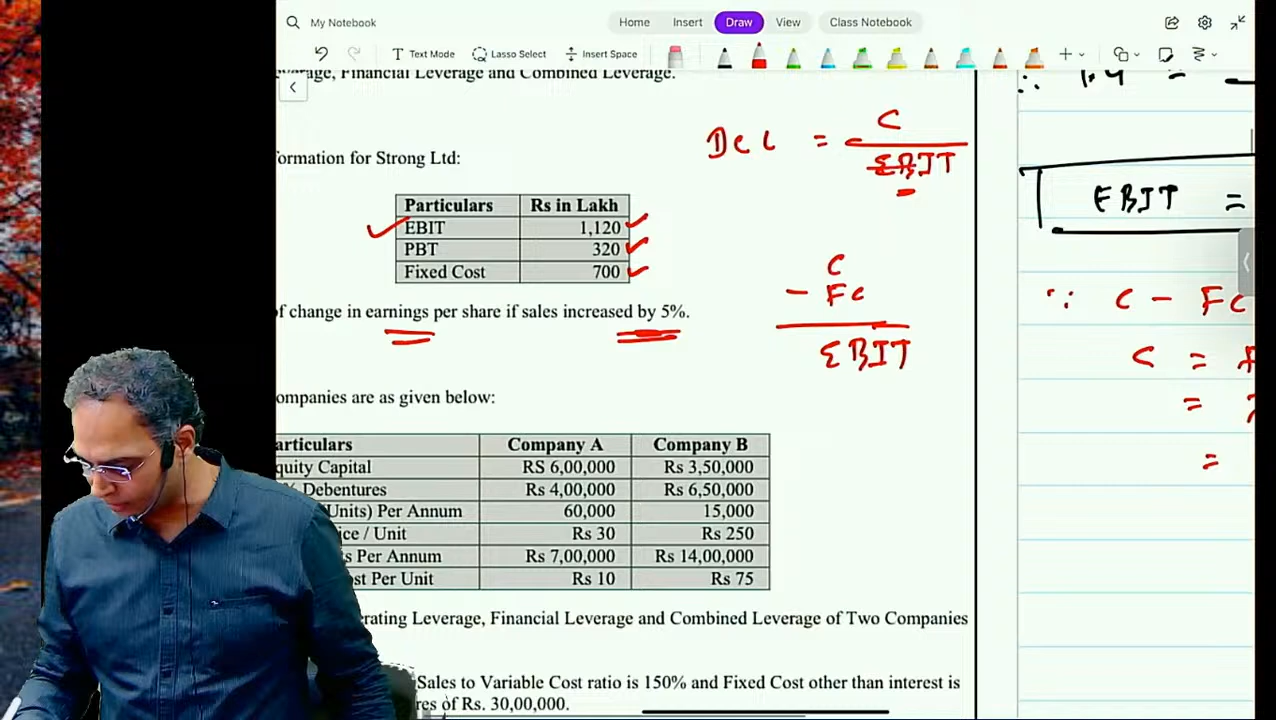 My Notebook
Home Insert Draw View Class Notebook
Text Mode Lasso Select Insert Space
everage, Financial Leverage and Combined Leverage.
formation for Strong Ltd:
Particulars Rs in Lakh
EBIT 1,120
PBT 320
Fixed Cost 700
of change in earnings per share if sales increased by 5%.
ompanies are as given below:
articulars Company A Company B
quity Capital RS 6,00,000 Rs 3,50,000
% Debentures Rs 4,00,000 Rs 6,50,000
(Units) Per Annum 60,000 15,000
ice / Unit Rs 30 Rs 250
s Per Annum Rs 7,00,000 Rs 14,00,000
ost Per Unit Rs 10 Rs 75
erating Leverage, Financial Leverage and Combined Leverage of Two Companies
Sales to Variable Cost ratio is 150% and Fixed Cost other than interest is
res of Rs. 30,00,000.
= C
EBIT
C
- Fc
EBIT
EBIT =
∵ C - FC
C =
=
=